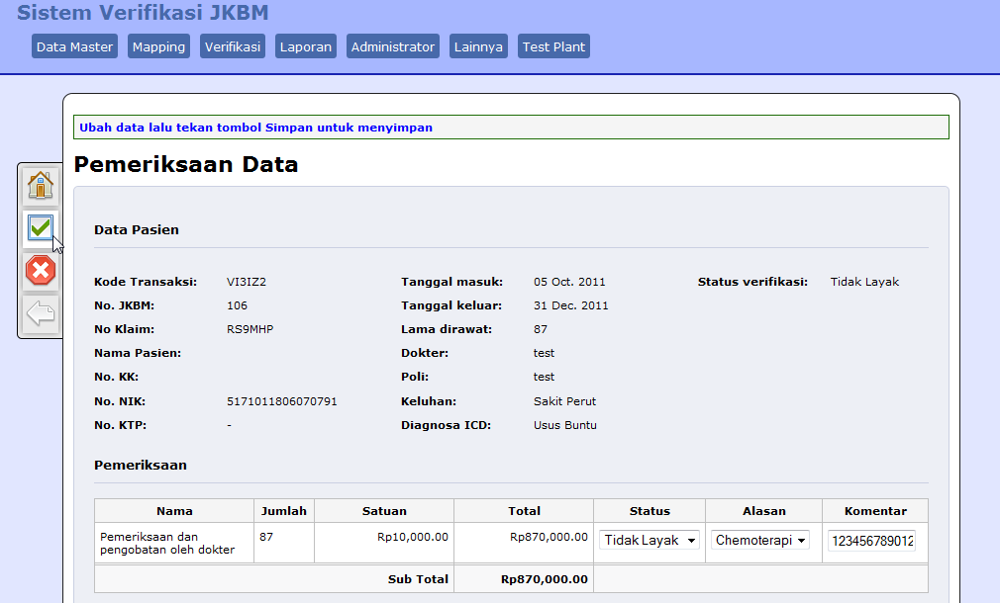 Sistem Verifikasi JKBM
Data Master Mapping Verifikasi Laporan Administrator Lainnya Test Plant
Ubah data lalu tekan tombol Simpan untuk menyimpan
Pemeriksaan Data
Data Pasien
Kode Transaksi: VI3IZ2 Tanggal masuk: 05 Oct. 2011 Status verifikasi: Tidak Layak
No. JKBM: 106 Tanggal keluar: 31 Dec. 2011
No Klaim: RS9MHP Lama dirawat: 87
Nama Pasien: Dokter: test
No. KK: Poli: test
No. NIK: 5171011806070791 Keluhan: Sakit Perut
No. KTP: - Diagnosa ICD: Usus Buntu
Pemeriksaan
Nama Jumlah Satuan Total Status Alasan Komentar
Pemeriksaan dan pengobatan oleh dokter 87 Rp10,000.00 Rp870,000.00 Tidak Layak Chemoterapi 123456789012
Sub Total Rp870,000.00